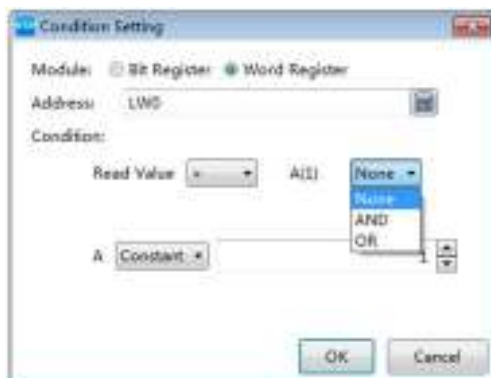 Condition Setting
Module: Bit Register Word Register
Address: LW0
Condition:
Read Value A(1) None
None
AND
OR
A Constant 1
OK Cancel